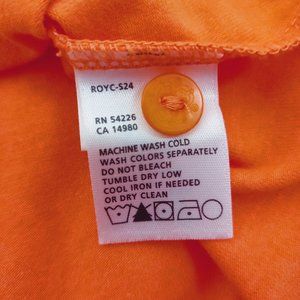 ROYC-S24
RN 54226
CA 14980
MACHINE WASH COLD
WASH COLORS SEPARATELY
DO NOT BLEACH
TUMBLE DRY LOW
COOL IRON IF NEEDED
OR DRY CLEAN